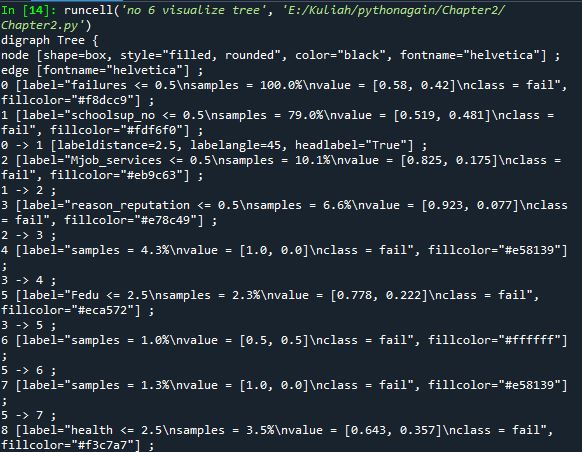 In [14]: runcell('no 6 visualize tree', 'E:/Kuliah/pythonagain/Chapter2/
Chapter2.py')
digraph Tree {
node [shape=box, style="filled, rounded", color="black", fontname="helvetica"] ;
edge [fontname="helvetica"] ;
0 [label="failures <= 0.5\nsamples = 100.0%\nvalue = [0.58, 0.42]\nclass = fail",
fillcolor="#f8dcc9"] ;
1 [label="schoolsup_no <= 0.5\nsamples = 79.0%\nvalue = [0.519, 0.481]\nclass =
fail", fillcolor="#fdf6f0"] ;
0 -> 1 [labeldistance=2.5, labelangle=45, headlabel="True"] ;
2 [label="Mjob_services <= 0.5\nsamples = 10.1%\nvalue = [0.825, 0.175]\nclass =
fail", fillcolor="#eb9c63"] ;
1 -> 2 ;
3 [label="reason_reputation <= 0.5\nsamples = 6.6%\nvalue = [0.923, 0.077]\nclass
= fail", fillcolor="#e78c49"] ;
2 -> 3 ;
4 [label="samples = 4.3%\nvalue = [1.0, 0.0]\nclass = fail", fillcolor="#e58139"]
;
3 -> 4 ;
5 [label="Fedu <= 2.5\nsamples = 2.3%\nvalue = [0.778, 0.222]\nclass = fail",
fillcolor="#eca572"] ;
3 -> 5 ;
6 [label="samples = 1.0%\nvalue = [0.5, 0.5]\nclass = fail", fillcolor="#ffffff"]
;
5 -> 6 ;
7 [label="samples = 1.3%\nvalue = [1.0, 0.0]\nclass = fail", fillcolor="#e58139"]
;
5 -> 7 ;
8 [label="health <= 2.5\nsamples = 3.5%\nvalue = [0.643, 0.357]\nclass = fail",
fillcolor="#f3c7a7"] ;